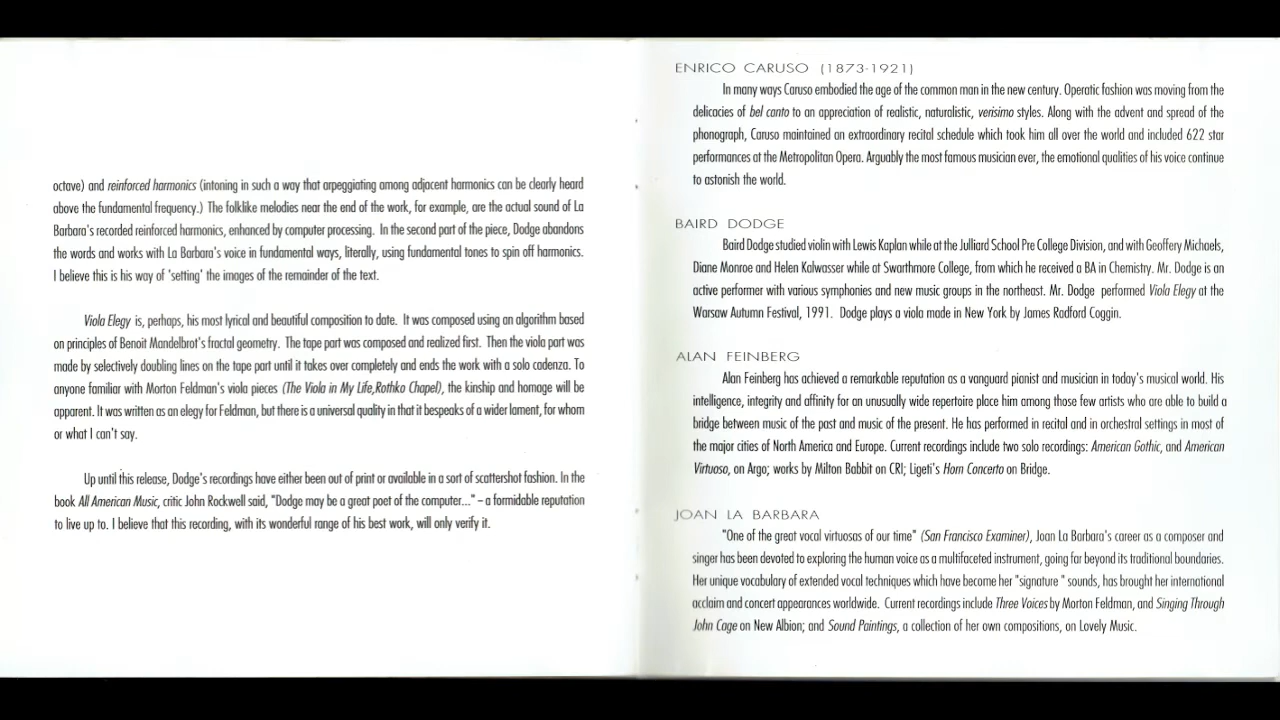 octave) and reinforced harmonics (intoning in such a way that arpeggiating among adjacent harmonics can be clearly heard
above the fundamental frequency.) The folklike melodies near the end of the work, for example, are the actual sound of La
Barbara's recorded reinforced harmonics, enhanced by computer processing. In the second part of the piece, Dodge abandons
the words and works with La Barbara's voice in fundamental ways, literally, using fundamental tones to spin off harmonics.
I believe this is his way of 'setting' the images of the remainder of the text.
Viola Elegy is, perhaps, his most lyrical and beautiful composition to date. It was composed using an algorithm based
on principles of Benoit Mandelbrot's fractal geometry. The tape part was composed and realized first. Then the viola part was
made by selectively doubling lines on the tape part until it takes over completely and ends the work with a solo cadenza. To
anyone familiar with Morton Feldman's viola pieces (The Viola in My Life,Rothko Chapel), the kinship and homage will be
apparent. It was written as an elegy for Feldman, but there is a universal quality in that it bespeaks of a wider lament, for whom
or what I can't say.
Up until this release, Dodge's recordings have either been out of print or available in a sort of scattershot fashion. In the
book All American Music, critic John Rockwell said, "Dodge may be a great poet of the computer..." – a formidable reputation
to live up to. I believe that this recording, with its wonderful range of his best work, will only verify it.
ENRICO CARUSO (1873-1921)
In many ways Caruso embodied the age of the common man in the new century. Operatic fashion was moving from the
delicacies of bel canto to an appreciation of realistic, naturalistic, verisimo styles. Along with the advent and spread of the
phonograph, Caruso maintained an extraordinary recital schedule which took him all over the world and included 622 star
performances at the Metropolitan Opera. Arguably the most famous musician ever, the emotional qualities of his voice continue
to astonish the world.
BAIRD DODGE
Baird Dodge studied violin with Lewis Kaplan while at the Julliard School Pre College Division, and with Geoffery Michaels,
Diane Monroe and Helen Kalwasser while at Swarthmore College, from which he received a BA in Chemistry. Mr. Dodge is an
active performer with various symphonies and new music groups in the northeast. Mr. Dodge performed Viola Elegy at the
Warsaw Autumn Festival, 1991. Dodge plays a viola made in New York by James Radford Coggin.
ALAN FEINBERG
Alan Feinberg has achieved a remarkable reputation as a vanguard pianist and musician in today's musical world. His
intelligence, integrity and affinity for an unusually wide repertoire place him among those few artists who are able to build a
bridge between music of the past and music of the present. He has performed in recital and in orchestral settings in most of
the major cities of North America and Europe. Current recordings include two solo recordings: American Gothic, and American
Virtuoso, on Argo; works by Milton Babbit on CRI; Ligeti's Horn Concerto on Bridge.
JOAN LA BARBARA
"One of the great vocal virtuosas of our time" (San Francisco Examiner), Joan La Barbara's career as a composer and
singer has been devoted to exploring the human voice as a multifaceted instrument, going far beyond its traditional boundaries.
Her unique vocabulary of extended vocal techniques which have become her "signature " sounds, has brought her international
acclaim and concert appearances worldwide. Current recordings include Three Voices by Morton Feldman, and Singing Through
John Cage on New Albion; and Sound Paintings, a collection of her own compositions, on Lovely Music.